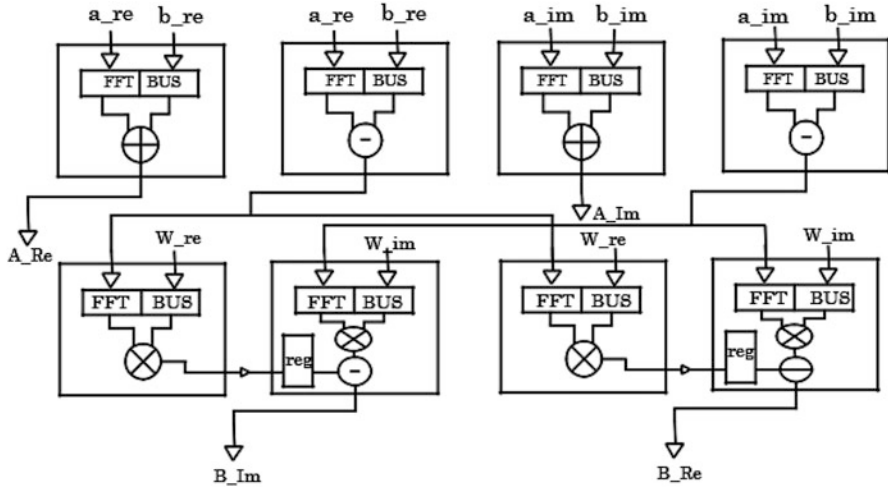 a_re b_re a_re b_re a_im b_im a_im b_im
FFT BUS FFT BUS FFT BUS FFT BUS
- -
A_Re A_Im
W_re W_im W_re W_im
FFT BUS FFT BUS FFT BUS FFT BUS
reg reg
-
B_Im B_Re